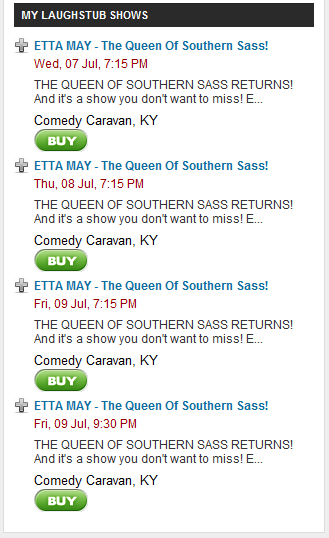 MY LAUGHSTUB SHOWS
ETTA MAY - The Queen Of Southern Sass!
Wed, 07 Jul, 7:15 PM
THE QUEEN OF SOUTHERN SASS RETURNS!
And it's a show you don't want to miss! E...
Comedy Caravan, KY
BUY
ETTA MAY - The Queen Of Southern Sass!
Thu, 08 Jul, 7:15 PM
THE QUEEN OF SOUTHERN SASS RETURNS!
And it's a show you don't want to miss! E...
Comedy Caravan, KY
BUY
ETTA MAY - The Queen Of Southern Sass!
Fri, 09 Jul, 7:15 PM
THE QUEEN OF SOUTHERN SASS RETURNS!
And it's a show you don't want to miss! E...
Comedy Caravan, KY
BUY
ETTA MAY - The Queen Of Southern Sass!
Fri, 09 Jul, 9:30 PM
THE QUEEN OF SOUTHERN SASS RETURNS!
And it's a show you don't want to miss! E...
Comedy Caravan, KY
BUY